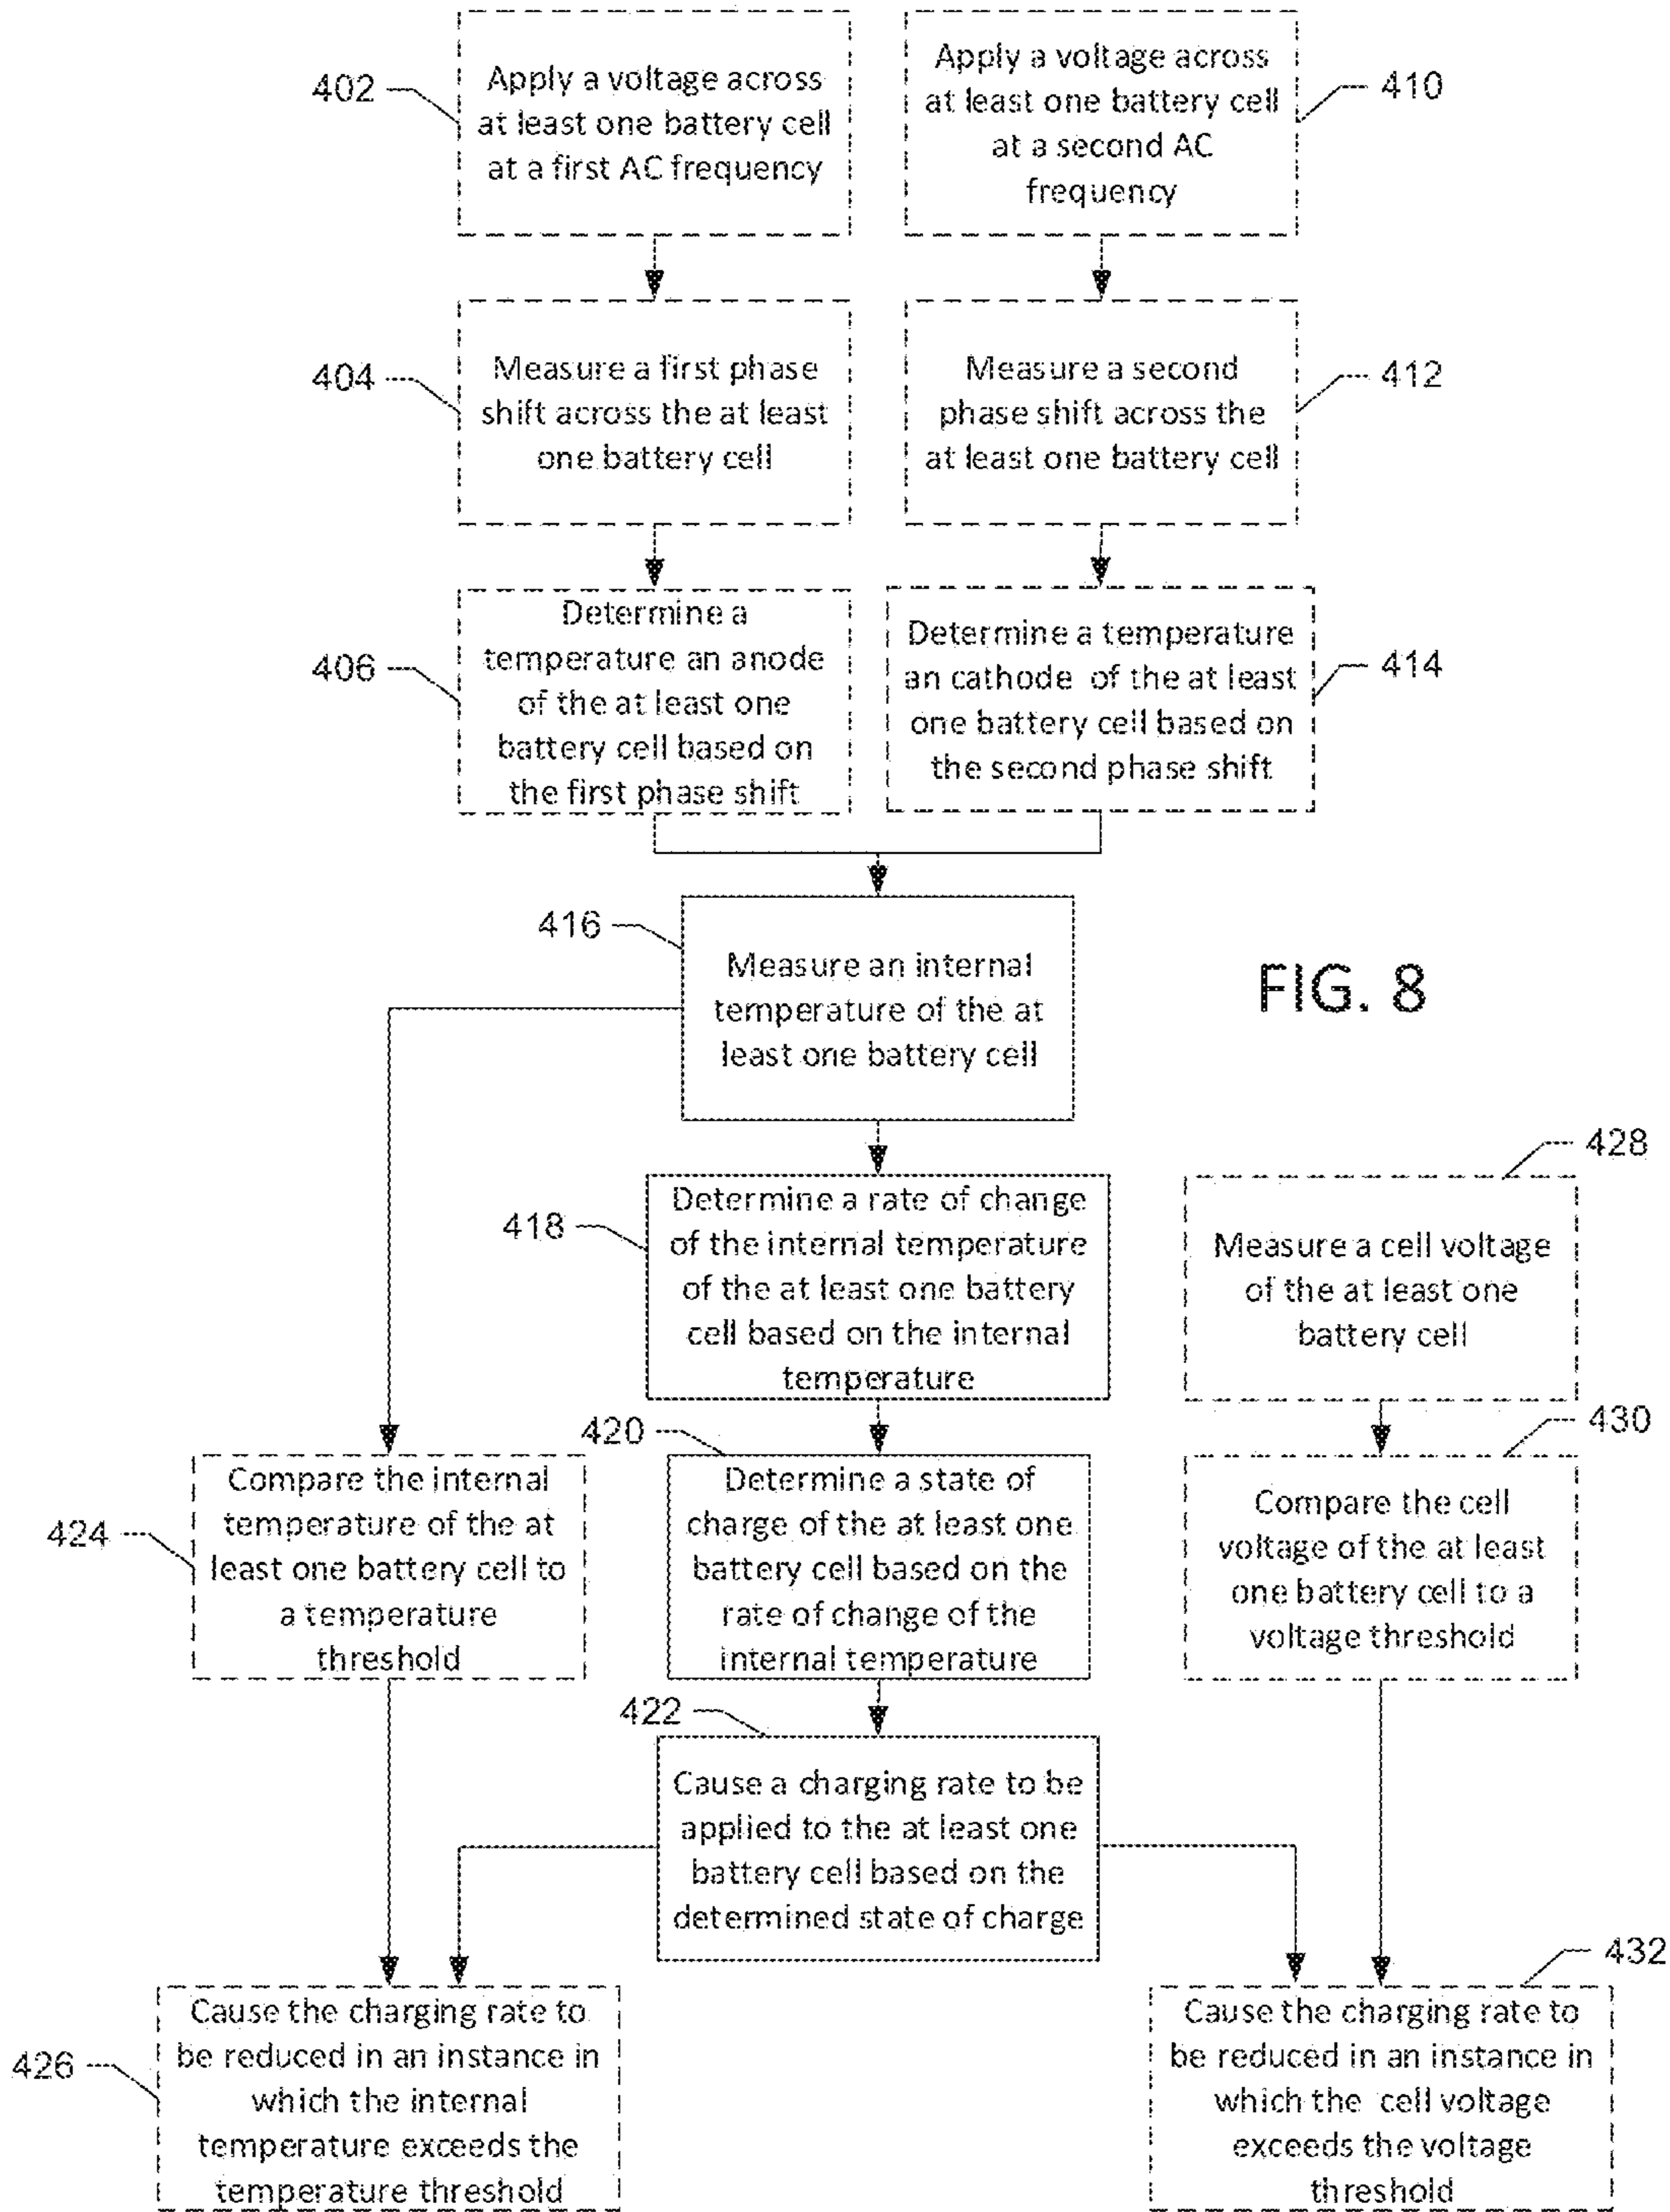 402
Apply a voltage across
at least one battery cell
at a first AC frequency
Apply a voltage across
at least one battery cell
at a second AC
frequency
410
404
Measure a first phase
shift across the at least
one battery cell
Measure a second
phase shift across the
at least one battery cell
412
406
Determine a
temperature an anode
of the at least one
battery cell based on
the first phase shift
Determine a temperature
an cathode of the at least
one battery cell based on
the second phase shift
414
416
Measure an internal
temperature of the at
least one battery cell
FIG. 8
418
Determine a rate of change
of the internal temperature
of the at least one battery
cell based on the internal
temperature
428
Measure a cell voltage
of the at least one
battery cell
424
Compare the internal
temperature of the at
least one battery cell to
a temperature
threshold
420
Determine a state of
charge of the at least one
battery cell based on the
rate of change of the
internal temperature
430
Compare the cell
voltage of the at least
one battery cell to a
voltage threshold
422
Cause a charging rate to be
applied to the at least one
battery cell based on the
determined state of charge
426
Cause the charging rate to
be reduced in an instance in
which the internal
temperature exceeds the
temperature threshold
432
Cause the charging rate to
be reduced in an instance in
which the cell voltage
exceeds the voltage
threshold